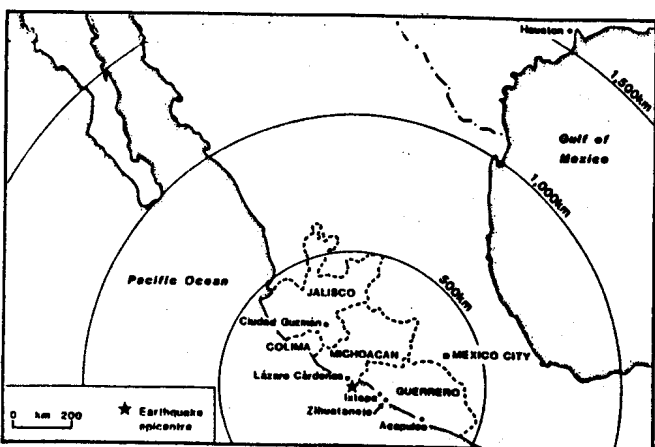 Houston
1,500km
Gulf of
Mexico
1,000km
Pacific Ocean
500km
JALISCO
Ciudad Guzmán
COLIMA
MICHOACAN
MEXICO CITY
Lázaro Cárdenas
GUERRERO
Ixtapa
Zihuatanejo
Acapulco
0 km 200
Earthquake
epicentre